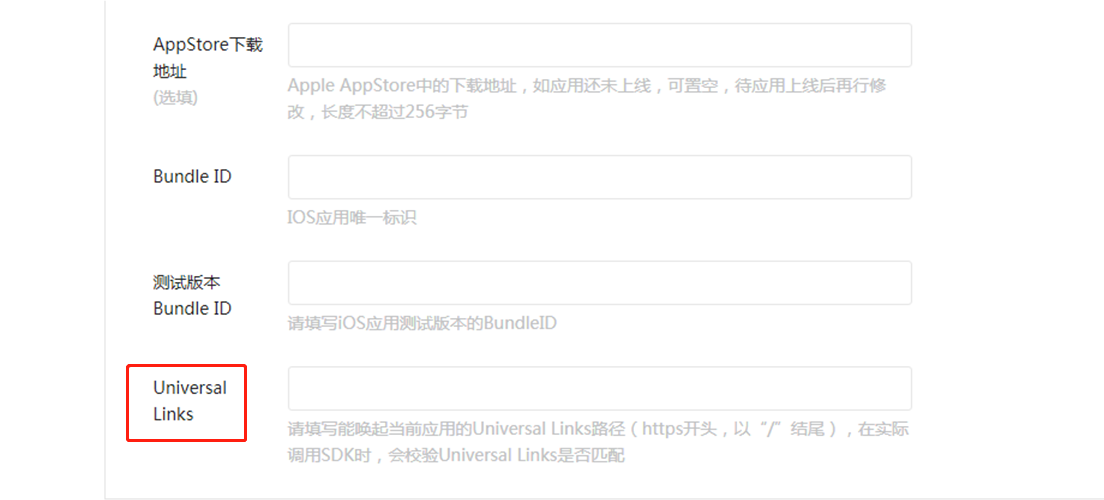 AppStore下载
地址
(选填)
Apple AppStore中的下载地址，如应用还未上线，可置空，待应用上线后再行修
改，长度不超过256字节
Bundle ID
IOS应用唯一标识
测试版本
Bundle ID
请填写iOS应用测试版本的BundleID
Universal
Links
请填写能唤起当前应用的Universal Links路径（https开头，以“/”结尾），在实际
调用SDK时，会校验Universal Links是否匹配